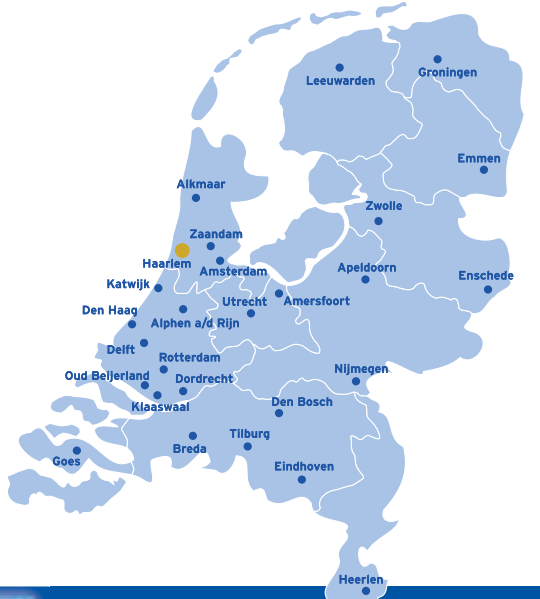 Groningen
Leeuwarden
Emmen
Alkmaar
Zwolle
Zaandam
Haarlem
Amsterdam
Apeldoorn
Enschede
Katwijk
Utrecht
Amersfoort
Den Haag
Alphen a/d Rijn
Delft
Rotterdam
Nijmegen
Oud Beijerland
Dordrecht
Klaaswaal
Den Bosch
Tilburg
Breda
Goes
Eindhoven
Heerlen